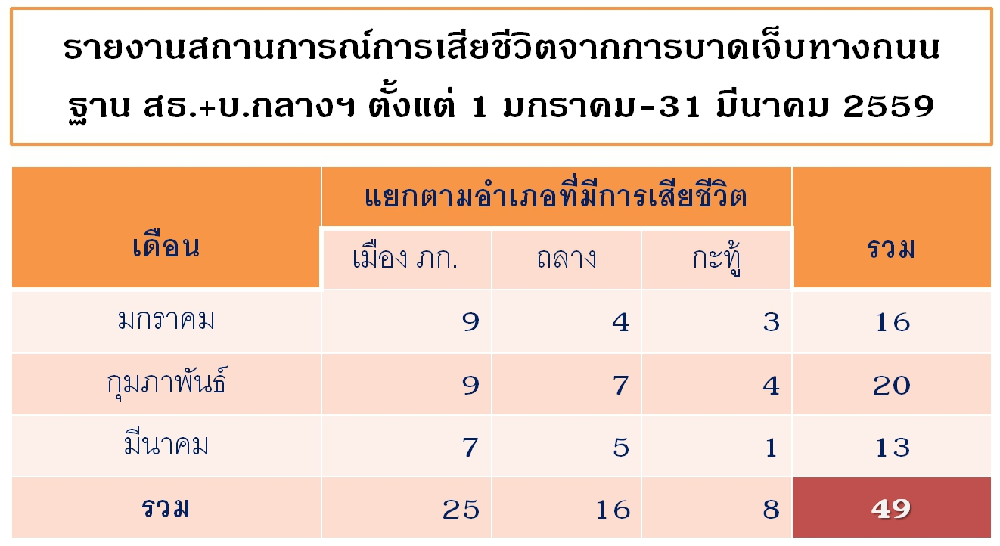 รายงานสถานการณ์การเสียชีวิตจากการบาดเจ็บทางถนน
ฐาน สธ.+บ.กลางฯ ตั้งแต่ 1 มกราคม-31 มีนาคม 2559
เดือน แยกตามอำเภอที่มีการเสียชีวิต รวม
เมือง ภก. ถลาง กะทู้
มกราคม 9 4 3 16
กุมภาพันธ์ 9 7 4 20
มีนาคม 7 5 1 13
รวม 25 16 8 49